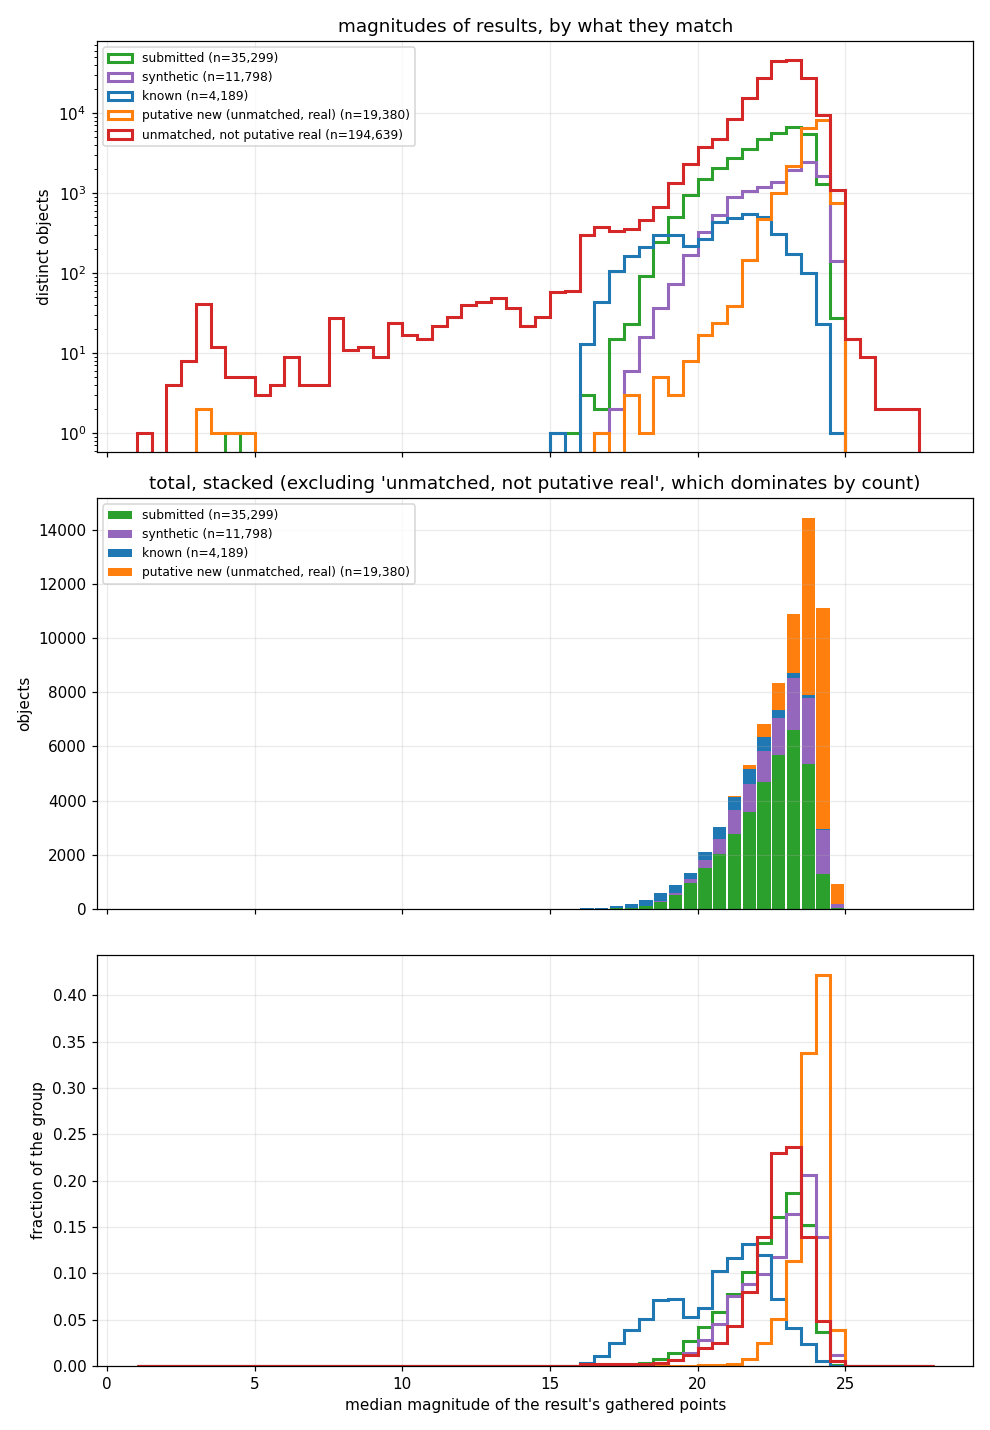 magnitudes of results, by what they match
submitted (n=35,299)
synthetic (n=11,798)
known (n=4,189)
putative new (unmatched, real) (n=19,380)
unmatched, not putative real (n=194,639)
distinct objects
10⁴
10³
10²
10¹
10⁰
total, stacked (excluding 'unmatched, not putative real', which dominates by count)
submitted (n=35,299)
synthetic (n=11,798)
known (n=4,189)
putative new (unmatched, real) (n=19,380)
objects
14000
12000
10000
8000
6000
4000
2000
0
fraction of the group
0.40
0.35
0.30
0.25
0.20
0.15
0.10
0.05
0.00
0 5 10 15 20 25
median magnitude of the result's gathered points